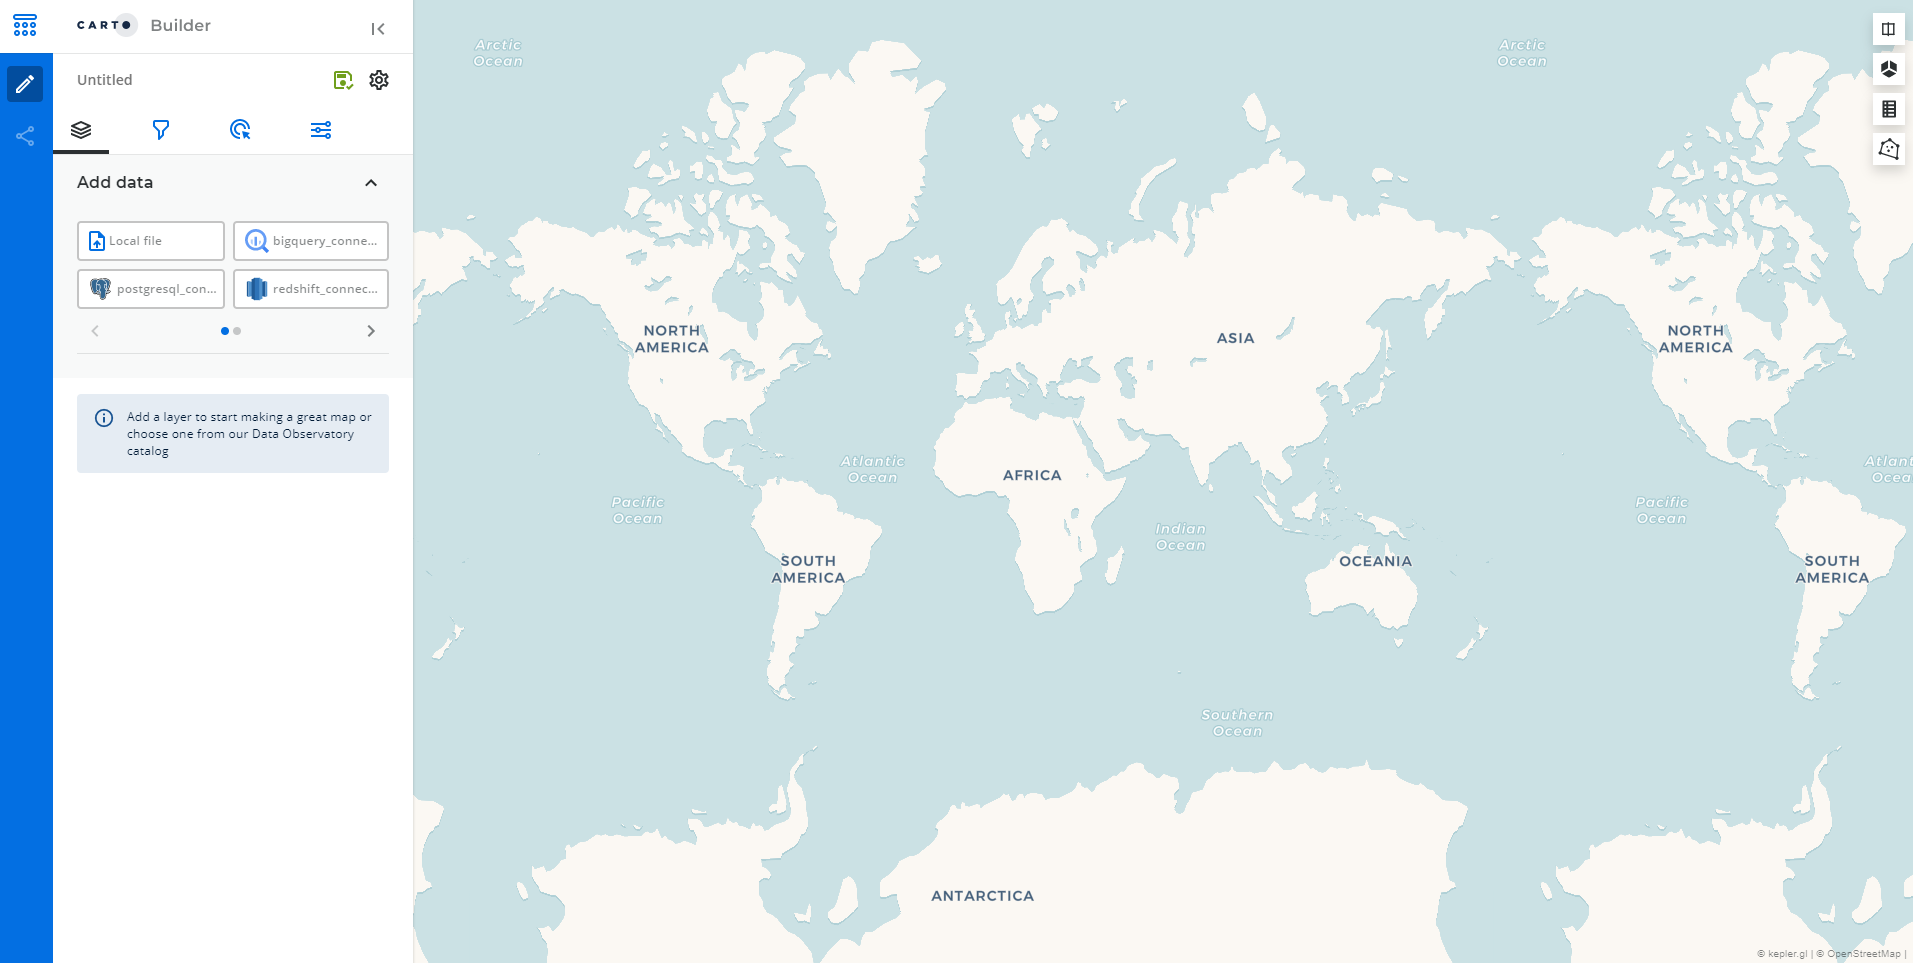 CARTO Builder
Untitled
Add data
Local file
bigquery_conne...
postgresql_con...
redshift_connec...
Add a layer to start making a great map or
choose one from our Data Observatory
catalog
Arctic
Ocean
Arctic
Ocean
NORTH
AMERICA
ASIA
NORTH
AMERICA
Atlantic
Ocean
AFRICA
Atlant
Ocea
Pacific
Ocean
Indian
Ocean
Pacific
Ocean
SOUTH
AMERICA
OCEANIA
SOUTH
AMERICA
Southern
Ocean
ANTARCTICA
© kepler.gl | © OpenStreetMap |